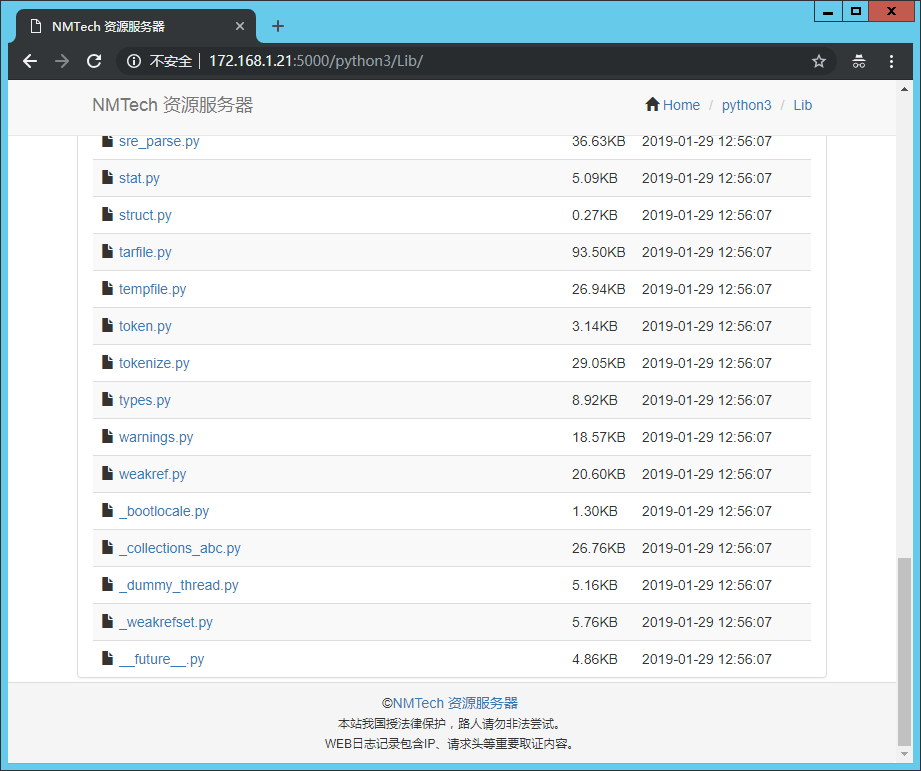 NMTech 资源服务器
不安全 172.168.1.21:5000/python3/Lib/
NMTech 资源服务器 Home / python3 / Lib
sre_parse.py 36.63KB 2019-01-29 12:56:07
stat.py 5.09KB 2019-01-29 12:56:07
struct.py 0.27KB 2019-01-29 12:56:07
tarfile.py 93.50KB 2019-01-29 12:56:07
tempfile.py 26.94KB 2019-01-29 12:56:07
token.py 3.14KB 2019-01-29 12:56:07
tokenize.py 29.05KB 2019-01-29 12:56:07
types.py 8.92KB 2019-01-29 12:56:07
warnings.py 18.57KB 2019-01-29 12:56:07
weakref.py 20.60KB 2019-01-29 12:56:07
_bootlocale.py 1.30KB 2019-01-29 12:56:07
_collections_abc.py 26.76KB 2019-01-29 12:56:07
_dummy_thread.py 5.16KB 2019-01-29 12:56:07
_weakrefset.py 5.76KB 2019-01-29 12:56:07
__future__.py 4.86KB 2019-01-29 12:56:07
©NMTech 资源服务器
本站我国授法律保护，路人请勿非法尝试。
WEB日志记录包含IP、请求头等重要取证内容。